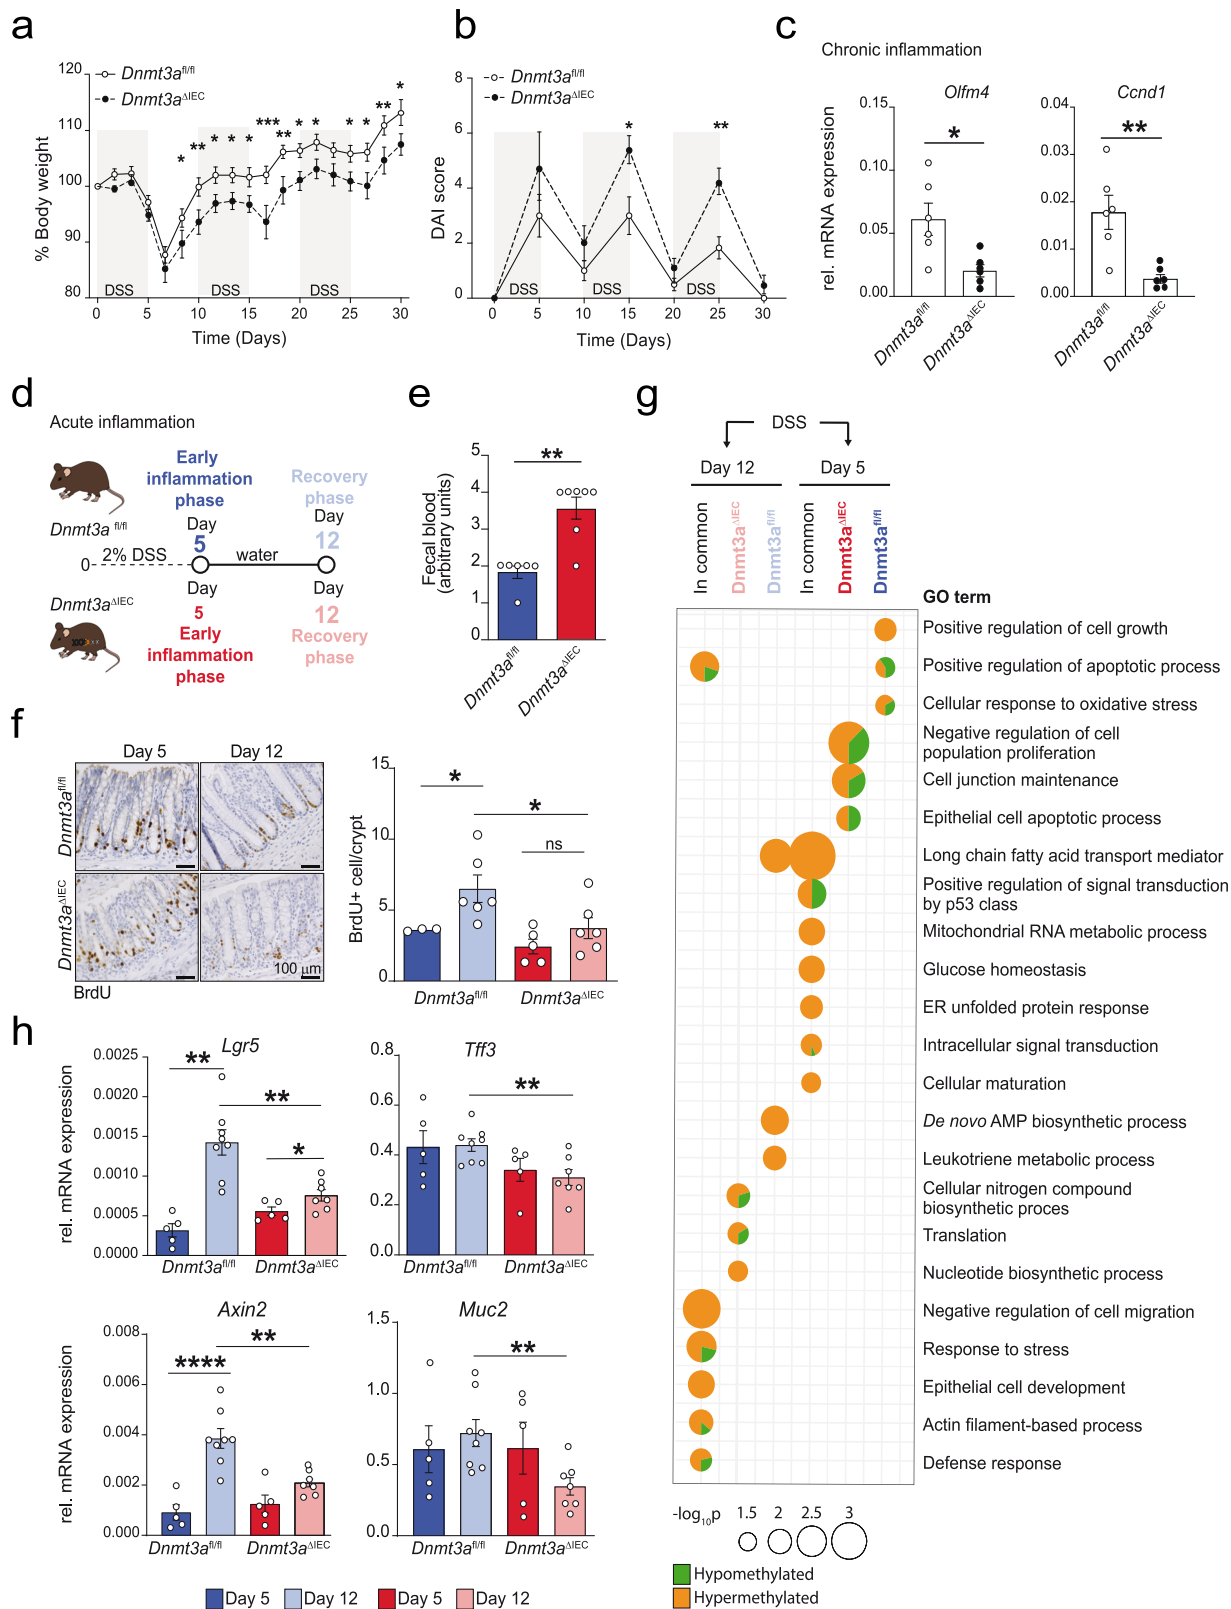 a
% Body weight
120
110
100
90
80
Dnmt3a fl/fl
Dnmt3a ΔIEC
* ** * * * *** ** * * * * ** *
DSS DSS DSS
0 5 10 15 20 25 30
Time (Days)
b
DAI score
8
6
4
2
0
Dnmt3a fl/fl
Dnmt3a ΔIEC
* **
DSS DSS DSS
0 5 10 15 20 25 30
Time (Days)
c
Chronic inflammation
rel. mRNA expression
Olfm4
0.15
0.10
0.05
0.00
*
Dnmt3a fl/fl
Dnmt3a ΔIEC
Ccnd1
0.04
0.03
0.02
0.01
0.00
**
Dnmt3a fl/fl
Dnmt3a ΔIEC
d
Acute inflammation
Early
inflammation
phase
Recovery
phase
Dnmt3a fl/fl
Day
5
Day
12
0 2% DSS water
Dnmt3a ΔIEC
Day
5
Day
12
Early
inflammation
phase
Recovery
phase
e
Fecal blood
(arbitrary units)
5
4
3
2
1
0
**
Dnmt3a fl/fl
Dnmt3a ΔIEC
f
Day 5 Day 12
Dnmt3a fl/fl
Dnmt3a ΔIEC
100 µm
BrdU
BrdU+ cell/crypt
15
10
5
0
* * ns
Dnmt3a fl/fl Dnmt3a ΔIEC
g
DSS
Day 12 Day 5
In common
Dnmt3a ΔIEC
Dnmt3a fl/fl
In common
Dnmt3a ΔIEC
Dnmt3a fl/fl
GO term
Positive regulation of cell growth
Positive regulation of apoptotic process
Cellular response to oxidative stress
Negative regulation of cell
population proliferation
Cell junction maintenance
Epithelial cell apoptotic process
Long chain fatty acid transport mediator
Positive regulation of signal transduction
by p53 class
Mitochondrial RNA metabolic process
Glucose homeostasis
ER unfolded protein response
Intracellular signal transduction
Cellular maturation
De novo AMP biosynthetic process
Leukotriene metabolic process
Cellular nitrogen compound
biosynthetic proces
Translation
Nucleotide biosynthetic process
Negative regulation of cell migration
Response to stress
Epithelial cell development
Actin filament-based process
Defense response
-log10p 1.5 2 2.5 3
Hypomethylated
Hypermethylated
h
rel. mRNA expression
Lgr5
0.0025
0.0020
0.0015
0.0010
0.0005
0.0000
** ** *
Dnmt3a fl/fl Dnmt3a ΔIEC
Tff3
0.8
0.6
0.4
0.2
0.0
**
Dnmt3a fl/fl Dnmt3a ΔIEC
rel. mRNA expression
Axin2
0.008
0.006
0.004
0.002
0.000
**** **
Dnmt3a fl/fl Dnmt3a ΔIEC
Muc2
1.5
1.0
0.5
0.0
**
Dnmt3a fl/fl Dnmt3a ΔIEC
Day 5 Day 12 Day 5 Day 12